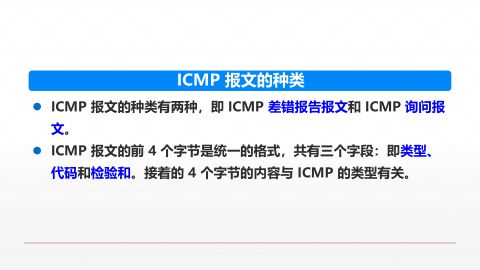 ICMP 报文的种类
ICMP 报文的种类有两种，即 ICMP 差错报告报文和 ICMP 询问报
文。
ICMP 报文的前 4 个字节是统一的格式，共有三个字段：即类型、
代码和检验和。接着的 4 个字节的内容与 ICMP 的类型有关。